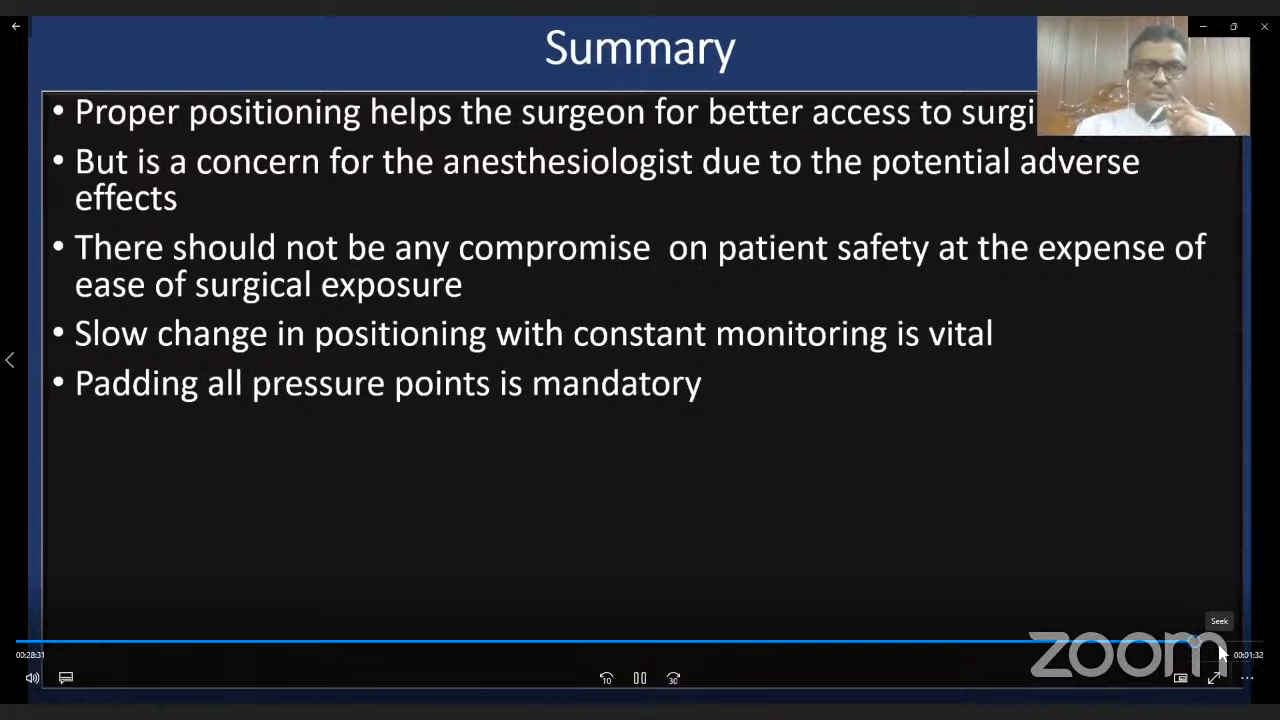 Summary
• Proper positioning helps the surgeon for better access to
• But is a concern for the anesthesiologist due to the potential adverse
effects
• There should not be any compromise  on patient safety at the expense of
ease of surgical exposure
• Slow change in positioning with constant monitoring is vital
• Padding all pressure points is mandatory
Seek
zoom
00:28:31
00:01:32
10
30